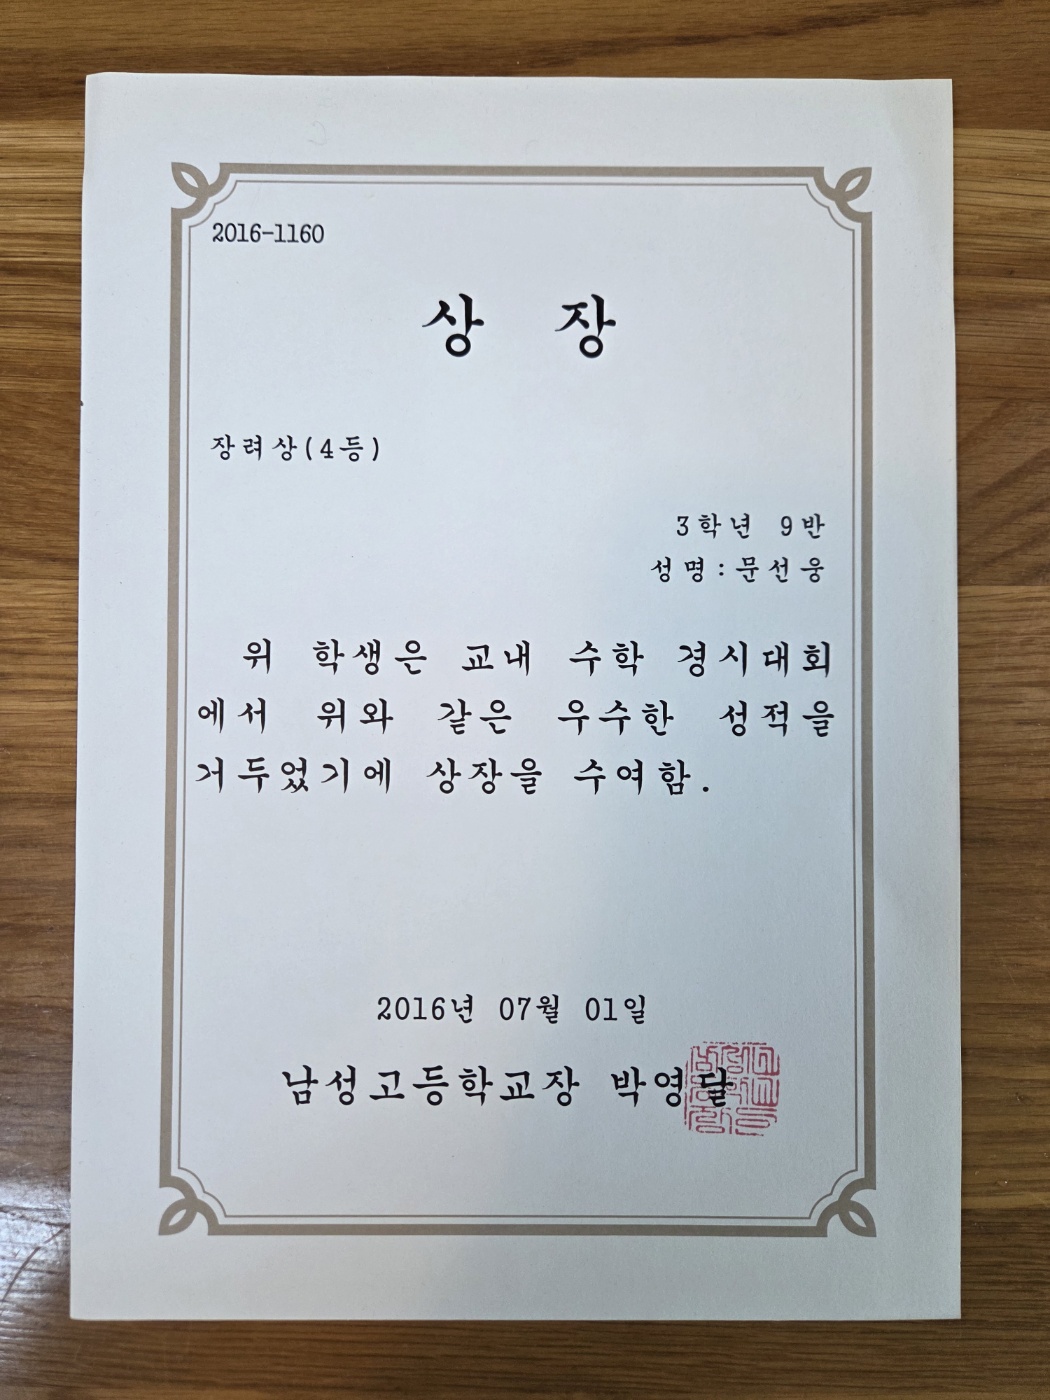 2016-1160
상 장
장려상(4등)
3학년 9반
성명:문선웅
위 학생은 교내 수학 경시대회
에서 위와 같은 우수한 성적을
거두었기에 상장을 수여함.
2016년 07월 01일
남성고등학교장 박영달